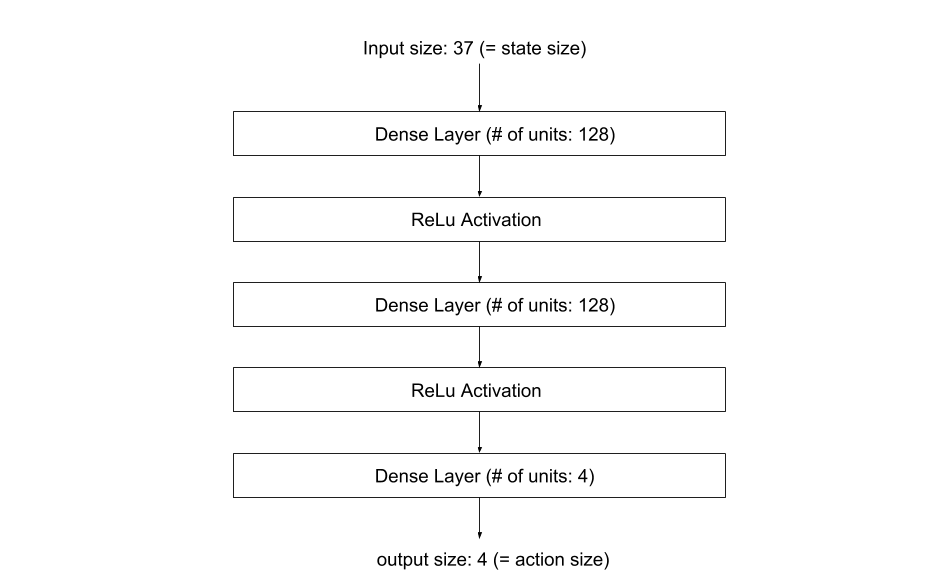 Input size: 37 (= state size)
Dense Layer (# of units: 128)
ReLu Activation
Dense Layer (# of units: 128)
ReLu Activation
Dense Layer (# of units: 4)
output size: 4 (= action size)